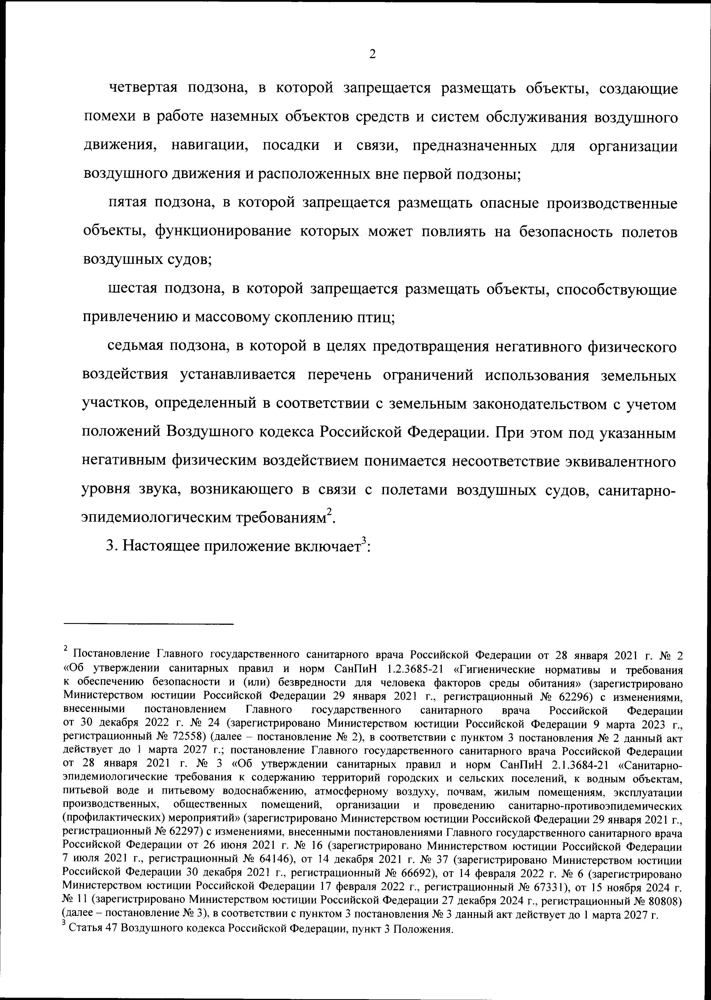 2
четвертая подзона, в которой запрещается размещать объекты, создающие
помехи в работе наземных объектов средств и систем обслуживания воздушного
движения, навигации, посадки и связи, предназначенных для организации
воздушного движения и расположенных вне первой подзоны;
пятая подзона, в которой запрещается размещать опасные производственные
объекты, функционирование которых может повлиять на безопасность полетов
воздушных судов;
шестая подзона, в которой запрещается размещать объекты, способствующие
привлечению и массовому скоплению птиц;
седьмая подзона, в которой в целях предотвращения негативного физического
воздействия устанавливается перечень ограничений использования земельных
участков, определенный в соответствии с земельным законодательством с учетом
положений Воздушного кодекса Российской Федерации. При этом под указанным
негативным физическим воздействием понимается несоответствие эквивалентного
уровня звука, возникающего в связи с полетами воздушных судов, санитарно-
эпидемиологическим требованиям².
3. Настоящее приложение включает³:
² Постановление Главного государственного санитарного врача Российской Федерации от 28 января 2021 г. № 2
«Об утверждении санитарных правил и норм СанПиН 1.2.3685-21 «Гигиенические нормативы и требования
к обеспечению безопасности и (или) безвредности для человека факторов среды обитания» (зарегистрировано
Министерством юстиции Российской Федерации 29 января 2021 г., регистрационный № 62296) с изменениями,
внесенными постановлением Главного государственного санитарного врача Российской Федерации
от 30 декабря 2022 г. № 24 (зарегистрировано Министерством юстиции Российской Федерации 9 марта 2023 г.,
регистрационный № 72558) (далее – постановление № 2), в соответствии с пунктом 3 постановления № 2 данный акт
действует до 1 марта 2027 г.; постановление Главного государственного санитарного врача Российской Федерации
от 28 января 2021 г. № 3 «Об утверждении санитарных правил и норм СанПиН 2.1.3684-21 «Санитарно-
эпидемиологические требования к содержанию территорий городских и сельских поселений, к водным объектам,
питьевой воде и питьевому водоснабжению, атмосферному воздуху, почвам, жилым помещениям, эксплуатации
производственных, общественных помещений, организации и проведению санитарно-противоэпидемических
(профилактических) мероприятий» (зарегистрировано Министерством юстиции Российской Федерации 29 января 2021 г.,
регистрационный № 62297) с изменениями, внесенными постановлениями Главного государственного санитарного врача
Российской Федерации от 26 июня 2021 г. № 16 (зарегистрировано Министерством юстиции Российской Федерации
7 июля 2021 г., регистрационный № 64146), от 14 декабря 2021 г. № 37 (зарегистрировано Министерством юстиции
Российской Федерации 30 декабря 2021 г., регистрационный № 66692), от 14 февраля 2022 г. № 6 (зарегистрировано
Министерством юстиции Российской Федерации 17 февраля 2022 г., регистрационный № 67331), от 15 ноября 2024 г.
№ 11 (зарегистрировано Министерством юстиции Российской Федерации 27 декабря 2024 г., регистрационный № 80808)
(далее – постановление № 3), в соответствии с пунктом 3 постановления № 3 данный акт действует до 1 марта 2027 г.
³ Статья 47 Воздушного кодекса Российской Федерации, пункт 3 Положения.